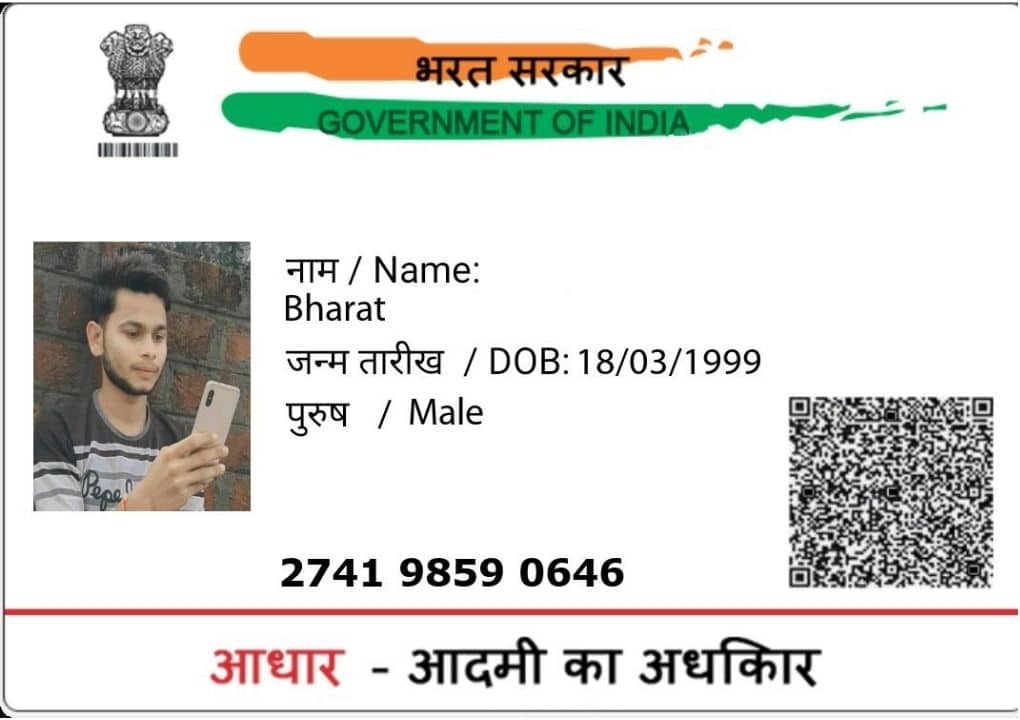 भरत सरकार
GOVERNMENT OF INDIA
नाम / Name:
Bharat
जन्म तारीख / DOB: 18/03/1999
पुरुष / Male
Pepe
2741 9859 0646
आधार - आदमी का अधकिार